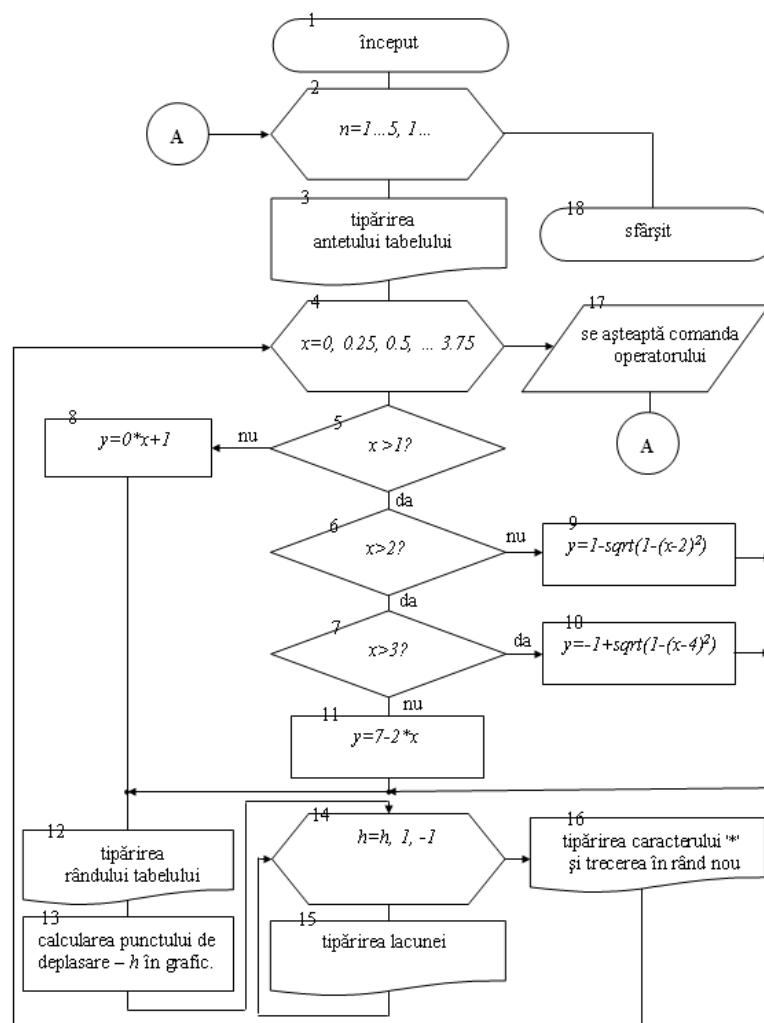 1
început
2
n=1...5, 1...
A
3
tipărirea
antetului tabelului
18
sfârşit
4
x=0, 0.25, 0.5, ... 3.75
17
se aşteaptă comanda
operatorului
A
5
x>1?
nu
8
y=0*x+1
da
6
x>2?
nu
9
y=1-sqrt(1-(x-2)²)
da
7
x>3?
da
10
y=-1+sqrt(1-(x-4)²)
nu
11
y=7-2*x
12
tipărirea
rândului tabelului
13
calcularea punctului de
deplasare – h în grafic.
14
h=h, 1, -1
15
tipărirea lacunei
16
tipărirea caracterului '*'
şi trecerea în rând nou